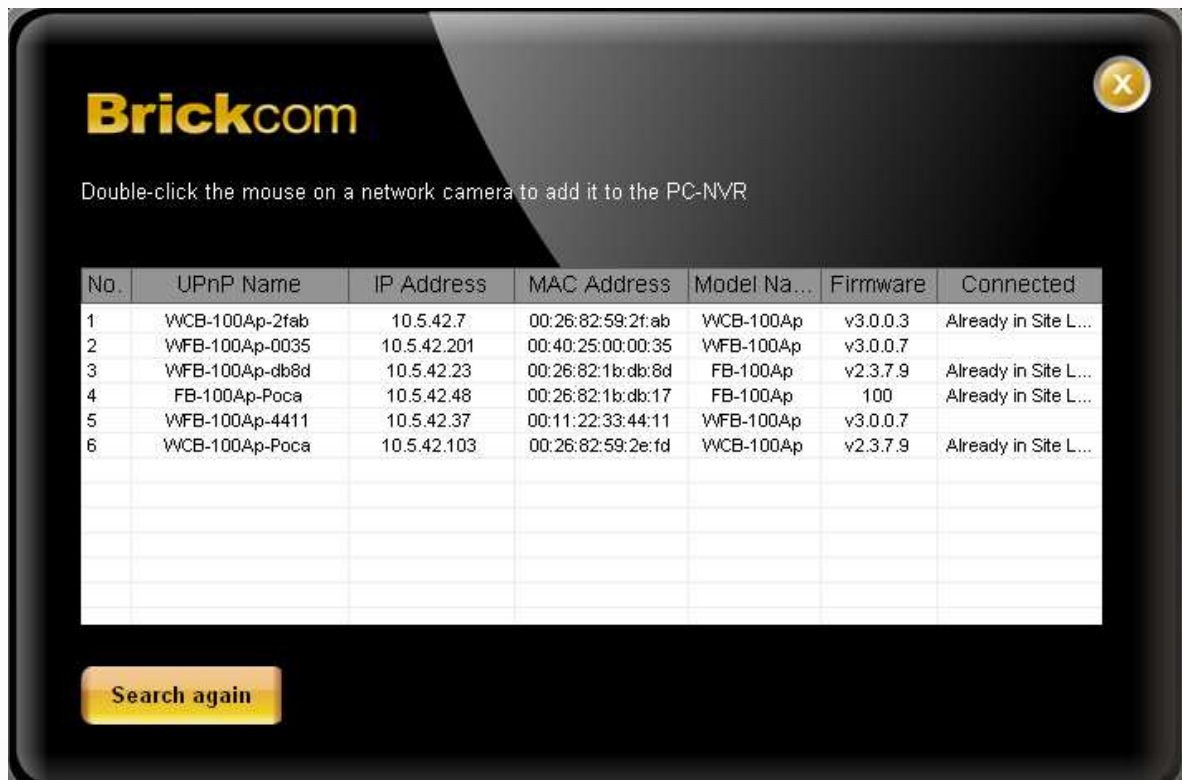 X
Brickcom
Double-click the mouse on a network camera to add it to the PC-NVR
No. UPnP Name IP Address MAC Address Model Na... Firmware Connected
1 WCB-100Ap-2fab 10.5.42.7 00:26:82:59:2f:ab WCB-100Ap v3.0.0.3 Already in Site L...
2 WFB-100Ap-0035 10.5.42.201 00:40:25:00:00:35 WFB-100Ap v3.0.0.7
3 WFB-100Ap-db8d 10.5.42.23 00:26:82:1b:db:8d FB-100Ap v2.3.7.9 Already in Site L...
4 FB-100Ap-Poca 10.5.42.48 00:26:82:1b:db:17 FB-100Ap 100 Already in Site L...
5 WFB-100Ap-4411 10.5.42.37 00:11:22:33:44:11 WFB-100Ap v3.0.0.7
6 WCB-100Ap-Poca 10.5.42.103 00:26:82:59:2e:fd WCB-100Ap v2.3.7.9 Already in Site L...
Search again